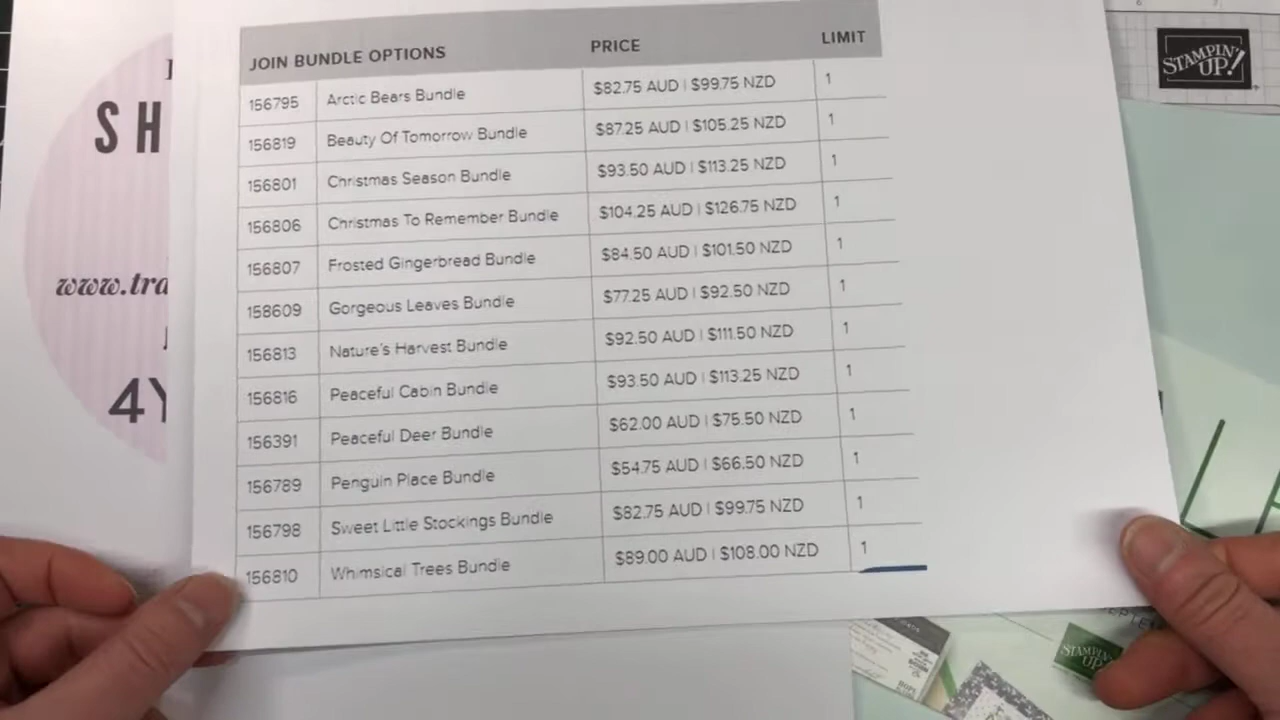 JOIN BUNDLE OPTIONS PRICE LIMIT
156795 Arctic Bears Bundle $82.75 AUD | $99.75 NZD 1
156819 Beauty Of Tomorrow Bundle $87.25 AUD | $105.25 NZD 1
156801 Christmas Season Bundle $93.50 AUD | $113.25 NZD 1
156806 Christmas To Remember Bundle $104.25 AUD | $126.75 NZD 1
156807 Frosted Gingerbread Bundle $84.50 AUD | $101.50 NZD 1
158609 Gorgeous Leaves Bundle $77.25 AUD | $92.50 NZD 1
156813 Nature's Harvest Bundle $92.50 AUD | $111.50 NZD 1
156816 Peaceful Cabin Bundle $93.50 AUD | $113.25 NZD 1
156391 Peaceful Deer Bundle $62.00 AUD | $75.50 NZD 1
156789 Penguin Place Bundle $54.75 AUD | $66.50 NZD 1
156798 Sweet Little Stockings Bundle $82.75 AUD | $99.75 NZD 1
156810 Whimsical Trees Bundle $89.00 AUD | $108.00 NZD 1
SH
www.tra
4Y
STAMPIN'
UP!
STAMPIN'
UP!
HOPE